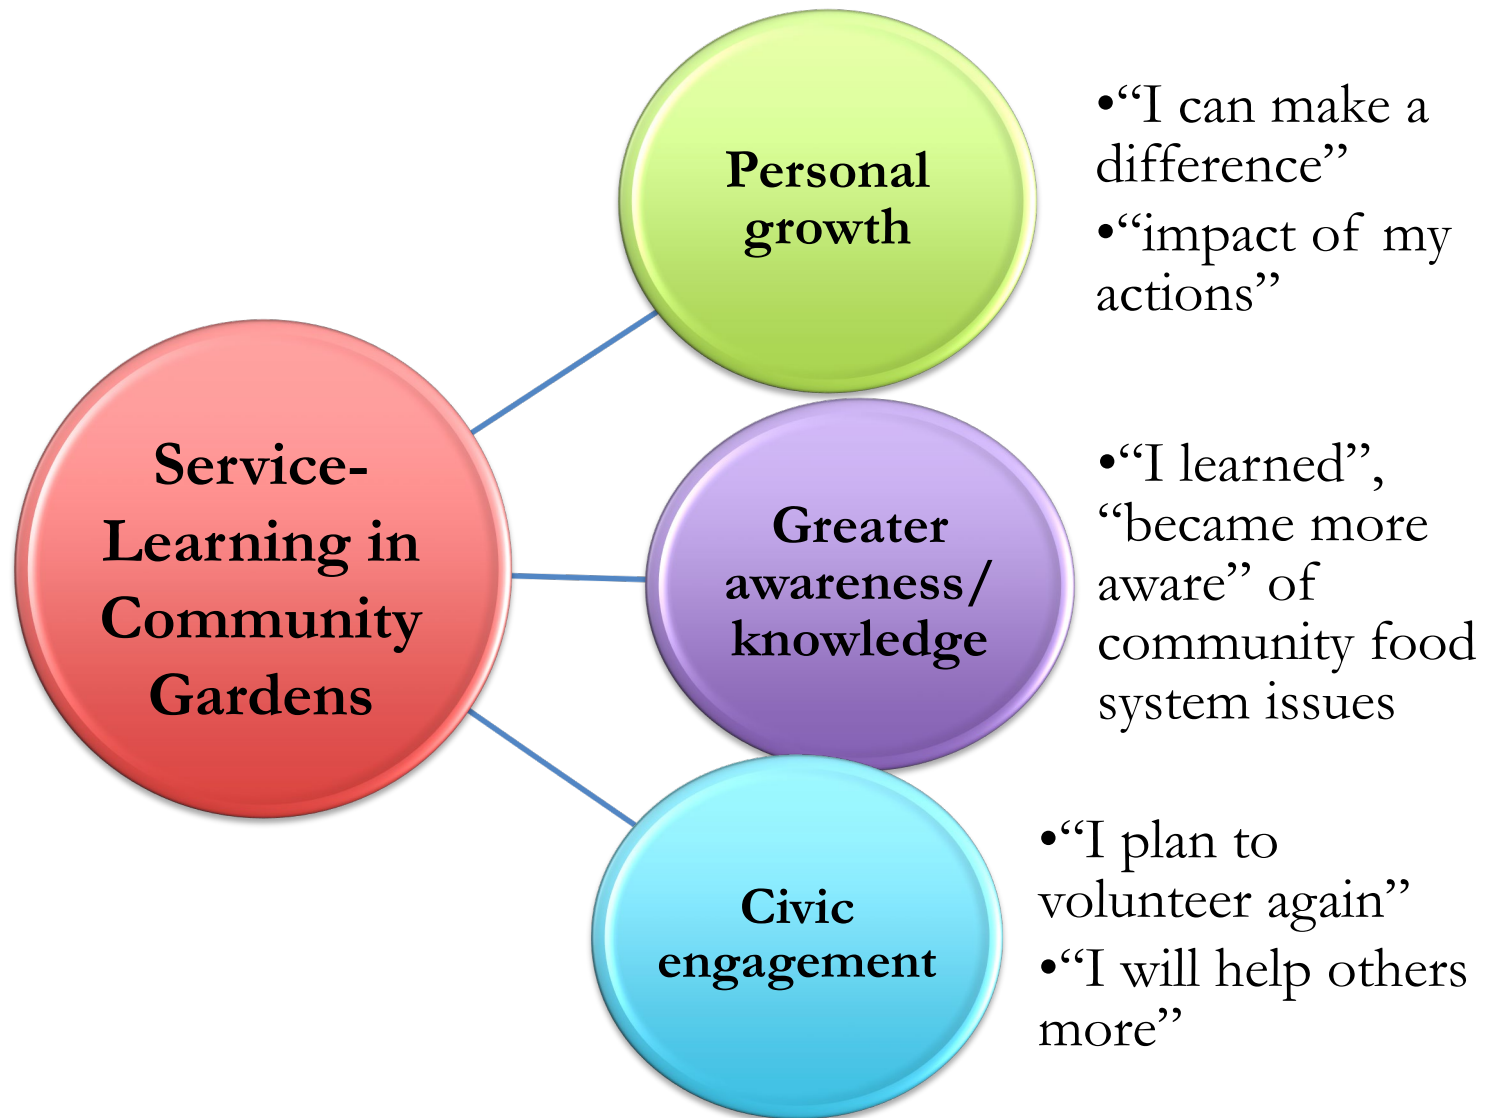 Service-
Learning in
Community
Gardens
Personal
growth
•“I can make a
difference”
•“impact of my
actions”
Greater
awareness/
knowledge
•“I learned”,
“became more
aware” of
community food
system issues
Civic
engagement
•“I plan to
volunteer again”
•“I will help others
more”